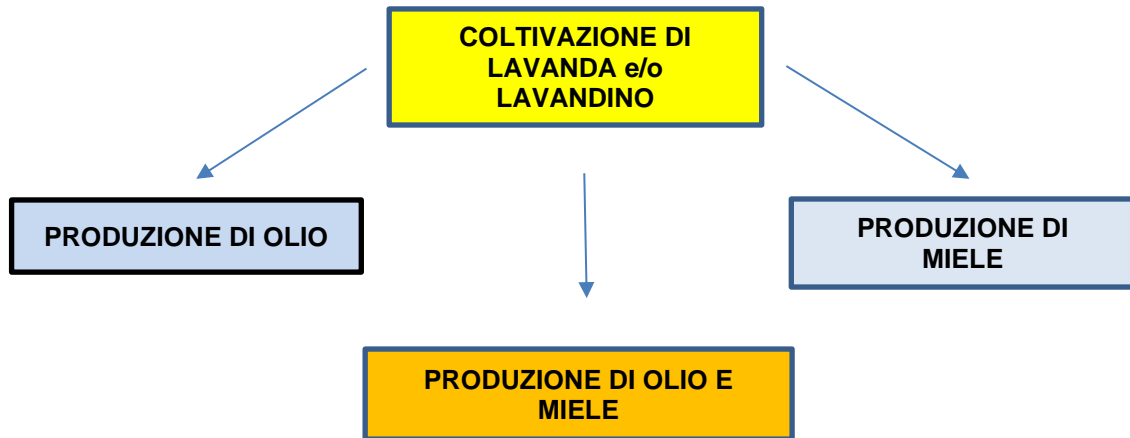 COLTIVAZIONE DI
LAVANDA e/o
LAVANDINO
PRODUZIONE DI OLIO
PRODUZIONE DI
MIELE
PRODUZIONE DI OLIO E
MIELE